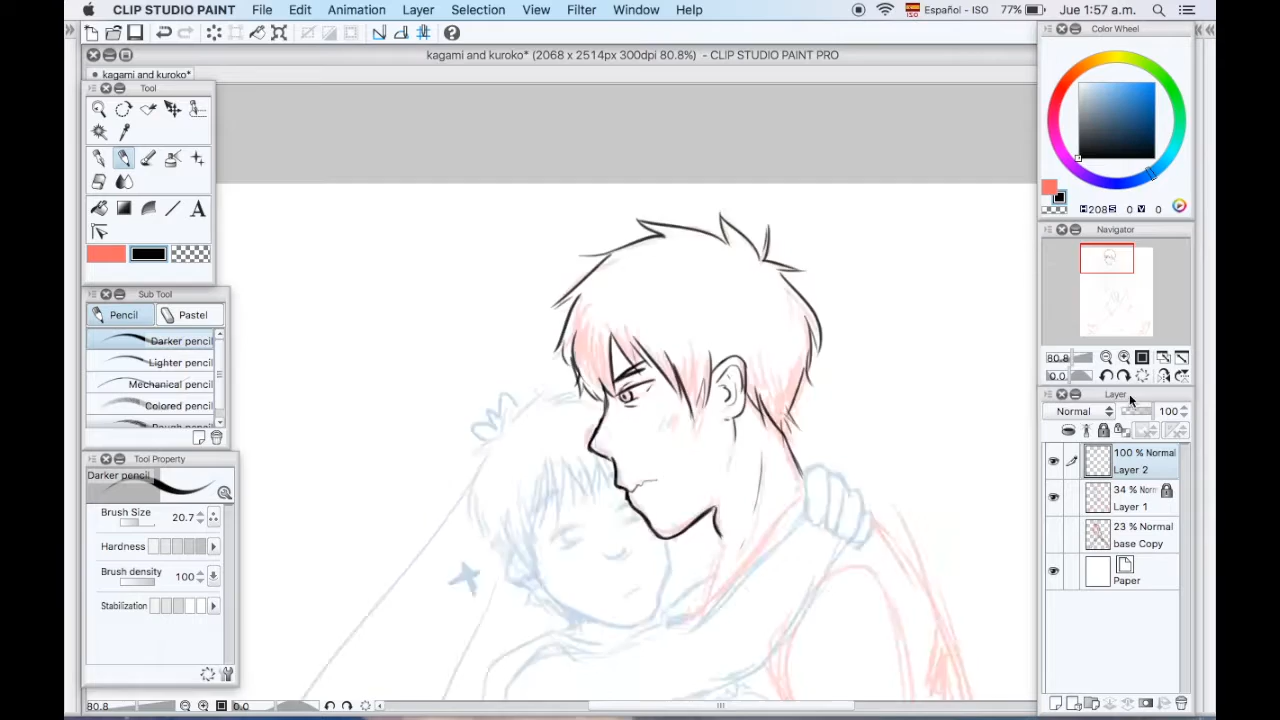 CLIP STUDIO PAINT File Edit Animation Layer Selection View Filter Window Help Español - ISO 77% Jue 1:57 a.m.
kagami and kuroko* (2068 x 2514px 300dpi 80.8%) - CLIP STUDIO PAINT PRO
kagami and kuroko*
Tool
A
Sub Tool
Pencil Pastel
Darker pencil
Lighter pencil
Mechanical pencil
Colored pencil
Tool Property
Darker pencil
Brush Size 20.7
Hardness
Brush density 100
Stabilization
80.8 0.0
Color Wheel
H 208 S 0 V 0
Navigator
80.8
0.0
Layer
Normal 100
100 % Normal
Layer 2
34 % Norm
Layer 1
23 % Normal
base Copy
Paper